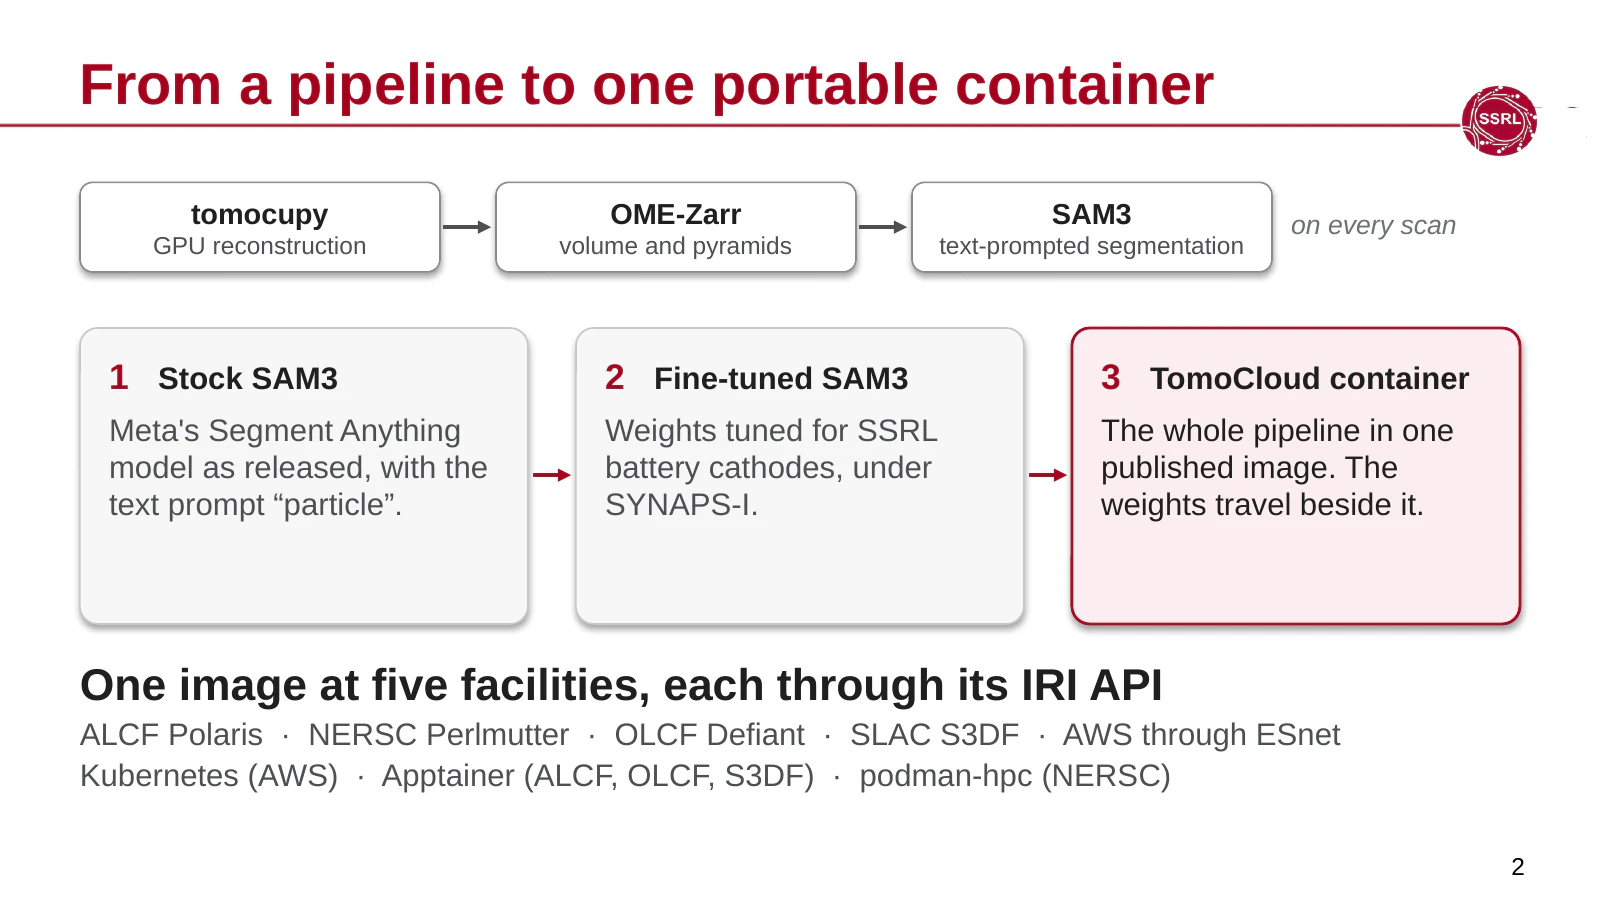 From a pipeline to one portable container
SSRL
tomocupy
GPU reconstruction
OME-Zarr
volume and pyramids
SAM3
text-prompted segmentation
on every scan
1 Stock SAM3
Meta's Segment Anything
model as released, with the
text prompt “particle”.
2 Fine-tuned SAM3
Weights tuned for SSRL
battery cathodes, under
SYNAPS-I.
3 TomoCloud container
The whole pipeline in one
published image. The
weights travel beside it.
One image at five facilities, each through its IRI API
ALCF Polaris · NERSC Perlmutter · OLCF Defiant · SLAC S3DF · AWS through ESnet
Kubernetes (AWS) · Apptainer (ALCF, OLCF, S3DF) · podman-hpc (NERSC)
2